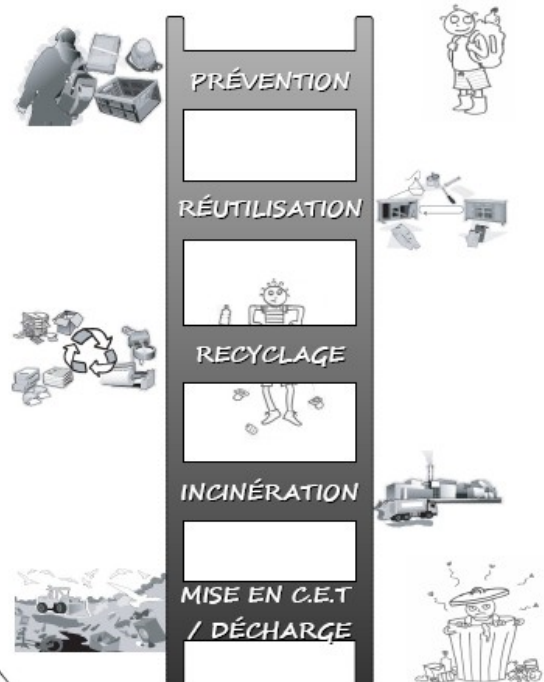 PRÉVENTION
RÉUTILISATION
RECYCLAGE
INCINÉRATION
MISE EN C.E.T
/ DÉCHARGE